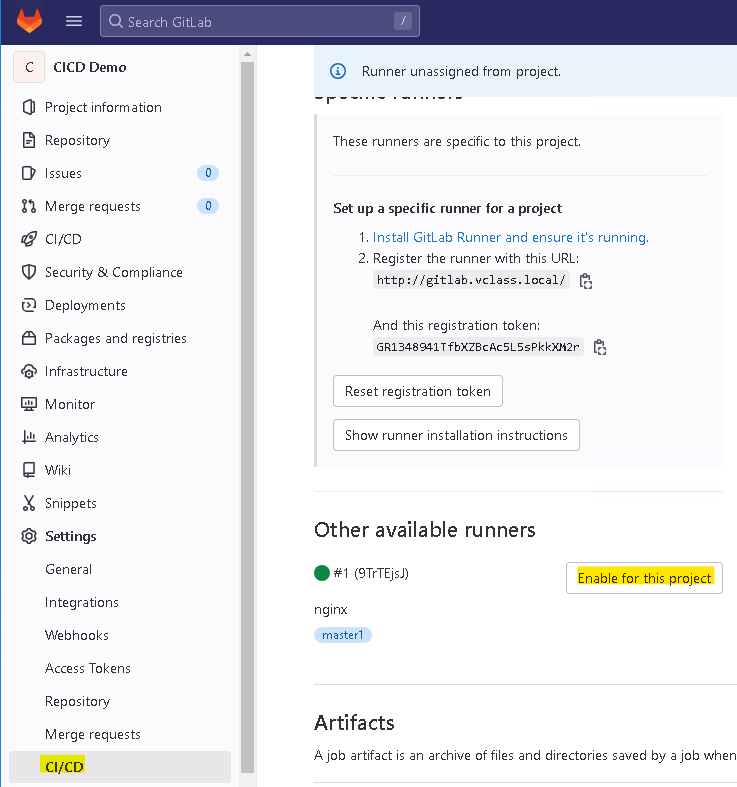 Search GitLab
/
C
CICD Demo
Project information
Repository
Issues
0
Merge requests
0
CI/CD
Security & Compliance
Deployments
Packages and registries
Infrastructure
Monitor
Analytics
Wiki
Snippets
Settings
General
Integrations
Webhooks
Access Tokens
Repository
Merge requests
CI/CD
Runner unassigned from project.
Specific runners
These runners are specific to this project.
Set up a specific runner for a project
1. Install GitLab Runner and ensure it's running.
2. Register the runner with this URL:
http://gitlab.vclass.local/
And this registration token:
GR1348941TfbXZBcAc5L5sPkkXM2r
Reset registration token
Show runner installation instructions
Other available runners
#1 (9TrTEjsJ)
Enable for this project
nginx
master1
Artifacts
A job artifact is an archive of files and directories saved by a job when